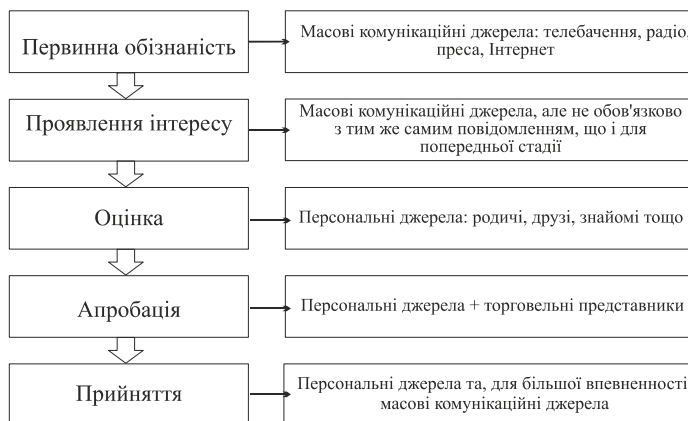 Первинна обізнаність
Масові комунікаційні джерела: телебачення, радіо,
преса, Інтернет
Проявлення інтересу
Масові комунікаційні джерела, але не обов'язково
з тим же самим повідомленням, що і для
попередньої стадії
Оцінка
Персональні джерела: родичі, друзі, знайомі тощо
Апробація
Персональні джерела + торговельні представники
Прийняття
Персональні джерела та, для більшої впевненності,
масові комунікаційні джерела